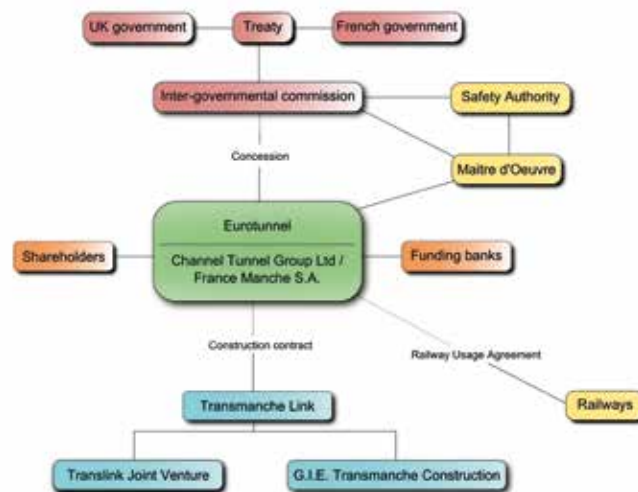 UK government
Treaty
French government
Inter-governmental commission
Safety Authority
Concession
Maitre d'Oeuvre
Eurotunnel
Channel Tunnel Group Ltd /
France Manche S.A.
Shareholders
Funding banks
Construction contract
Railway Usage Agreement
Transmanche Link
Railways
Translink Joint Venture
G.I.E. Transmanche Construction